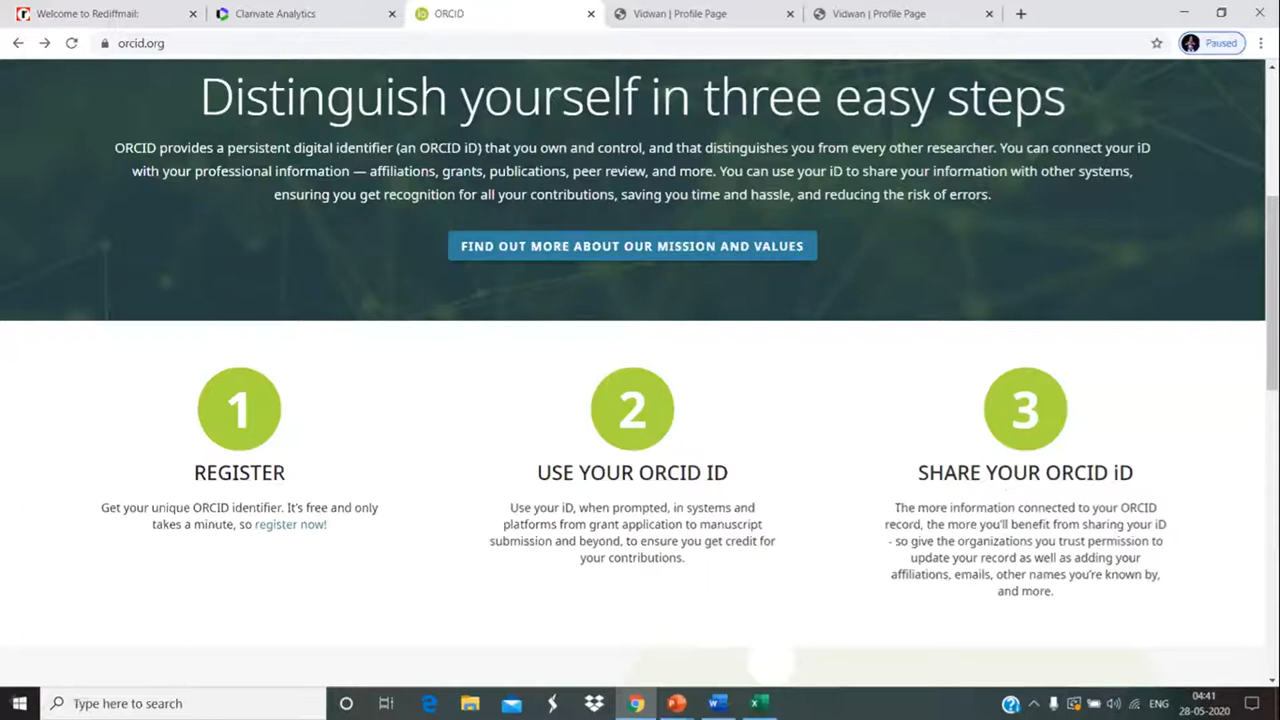 Welcome to Rediffmail:
Clarivate Analytics
ORCID
Vidwan | Profile Page
Vidwan | Profile Page
orcid.org
Paused
Distinguish yourself in three easy steps
ORCID provides a persistent digital identifier (an ORCID iD) that you own and control, and that distinguishes you from every other researcher. You can connect your iD
with your professional information — affiliations, grants, publications, peer review, and more. You can use your iD to share your information with other systems,
ensuring you get recognition for all your contributions, saving you time and hassle, and reducing the risk of errors.
FIND OUT MORE ABOUT OUR MISSION AND VALUES
1
REGISTER
Get your unique ORCID identifier. It's free and only
takes a minute, so register now!
2
USE YOUR ORCID ID
Use your iD, when prompted, in systems and
platforms from grant application to manuscript
submission and beyond, to ensure you get credit for
your contributions.
3
SHARE YOUR ORCID iD
The more information connected to your ORCID
record, the more you'll benefit from sharing your iD
- so give the organizations you trust permission to
update your record as well as adding your
affiliations, emails, other names you're known by,
and more.
Type here to search
ENG
04:41
28-05-2020